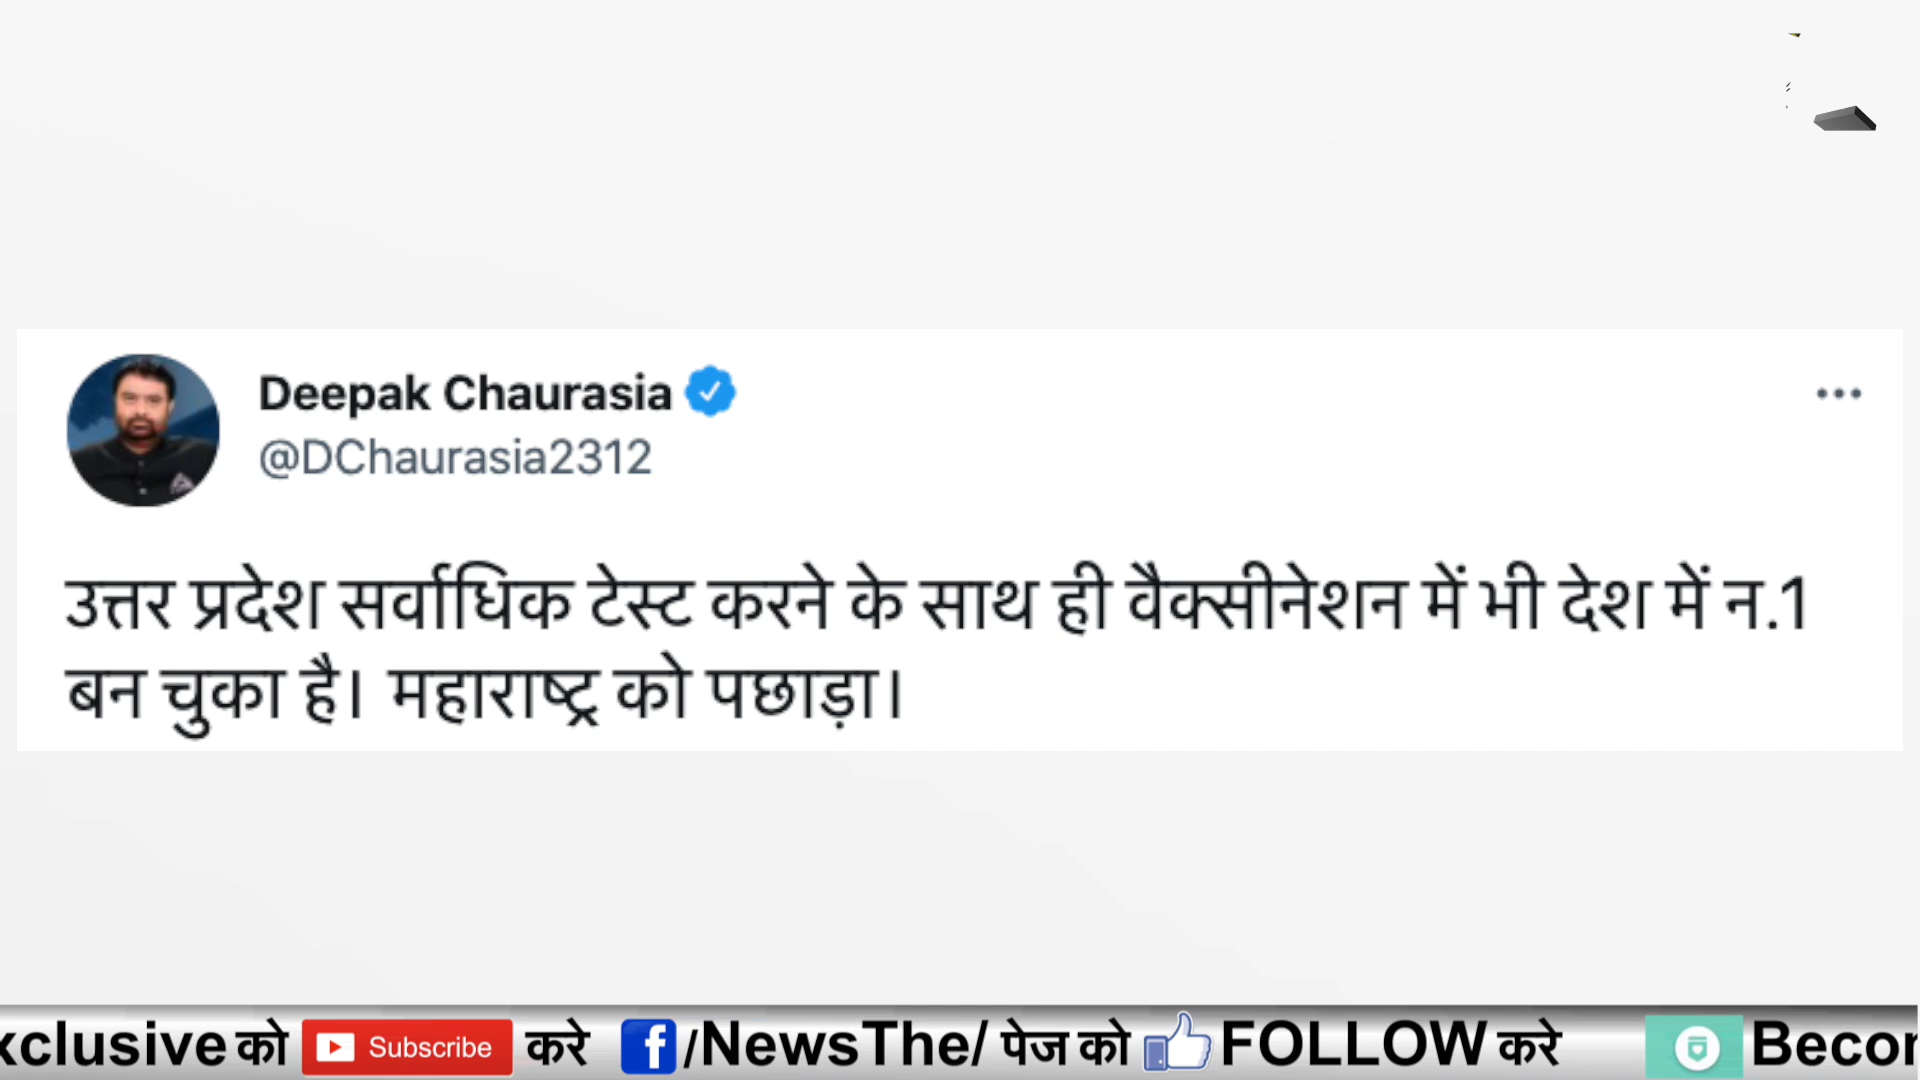 Deepak Chaurasia
@DChaurasia2312
उत्तर प्रदेश सर्वाधिक टेस्ट करने के साथ ही वैक्सीनेशन में भी देश में न.1
बन चुका है। महाराष्ट्र को पछाड़ा।
xclusive को Subscribe करे f/NewsThe/ पेज को FOLLOW करे Becor